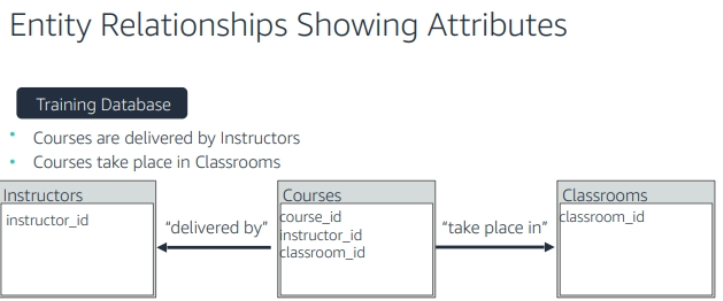 Entity Relationships Showing Attributes
Training Database
• Courses are delivered by Instructors
• Courses take place in Classrooms
Instructors
instructor_id
"delivered by"
Courses
course_id
instructor_id
classroom_id
"take place in"
Classrooms
classroom_id